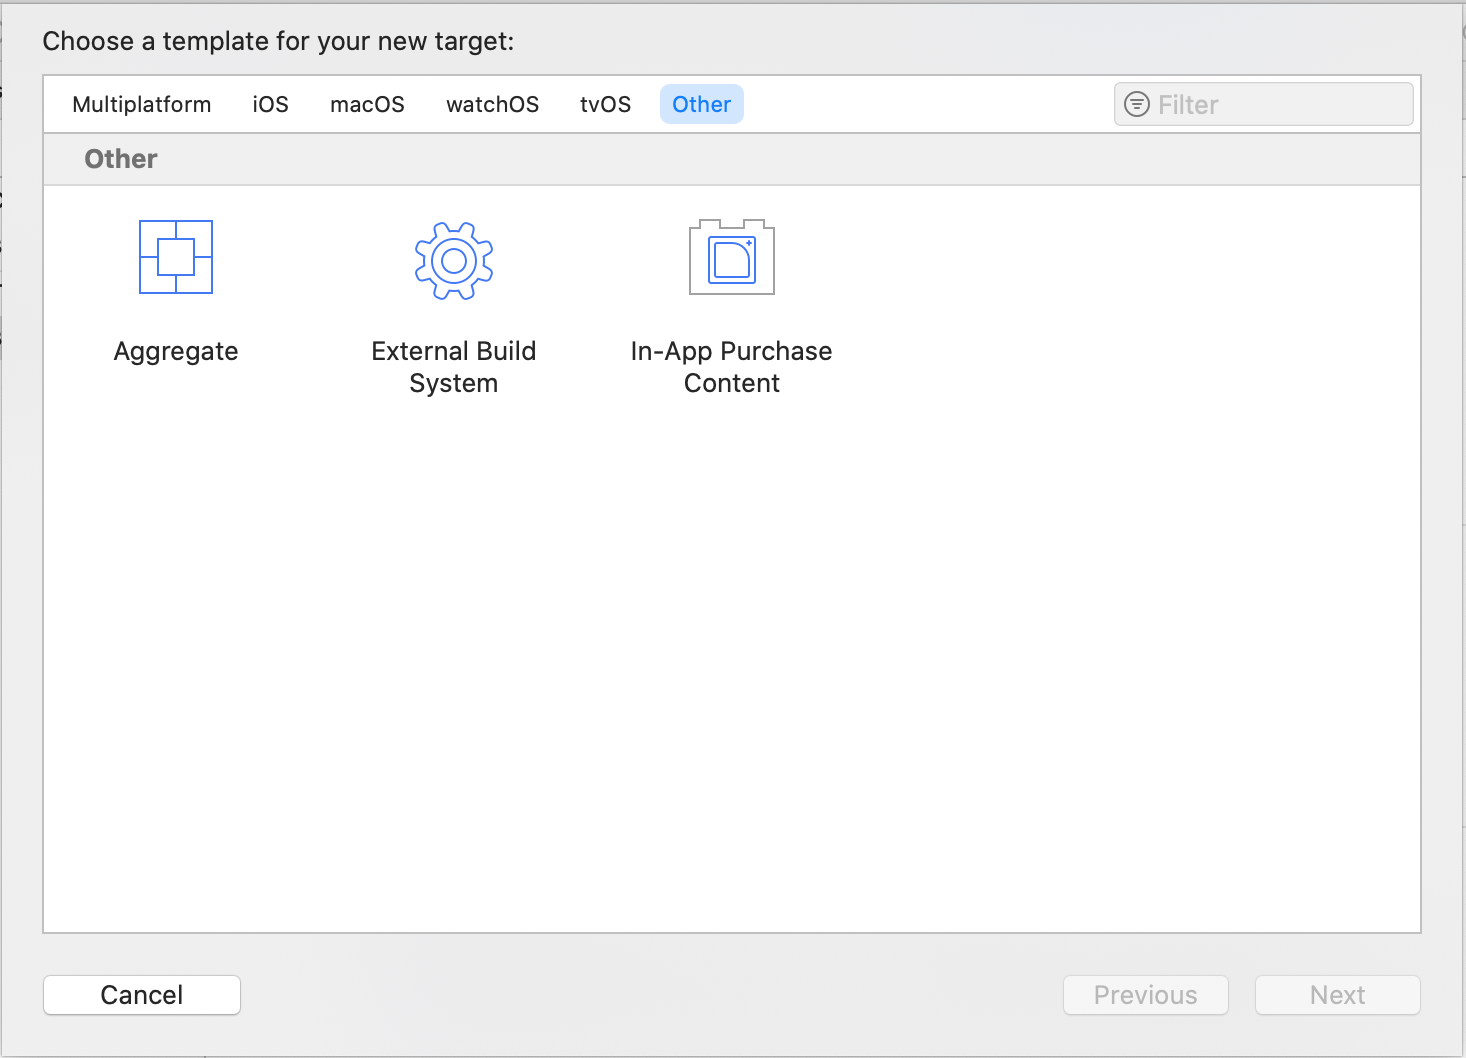 Choose a template for your new target:
Multiplatform iOS macOS watchOS tvOS Other Filter
Other
Aggregate
External Build
System
In-App Purchase
Content
Cancel Previous Next